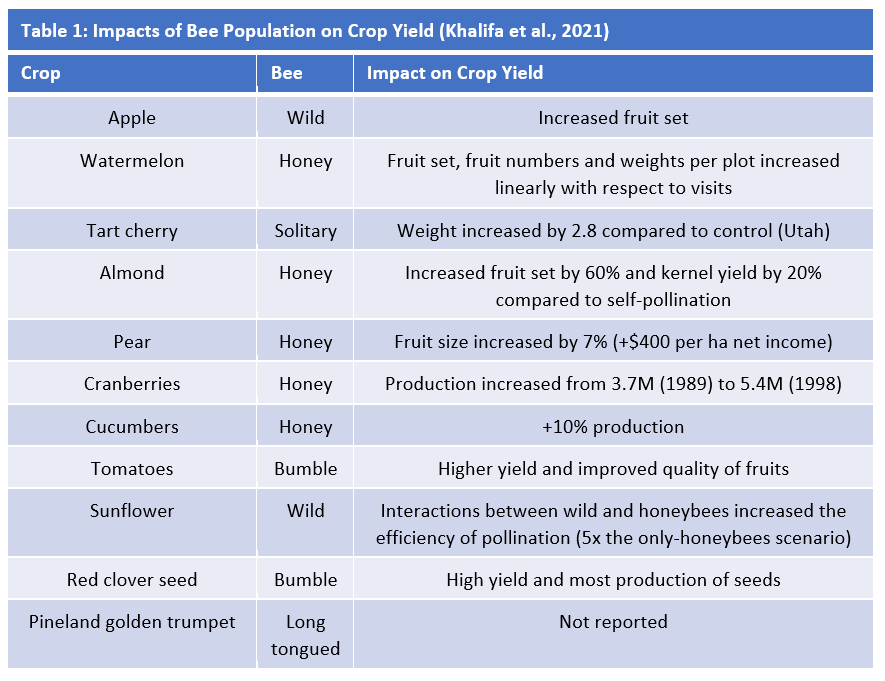 Table 1: Impacts of Bee Population on Crop Yield (Khalifa et al., 2021)
Crop Bee Impact on Crop Yield
Apple Wild Increased fruit set
Watermelon Honey Fruit set, fruit numbers and weights per plot increased
linearly with respect to visits
Tart cherry Solitary Weight increased by 2.8 compared to control (Utah)
Almond Honey Increased fruit set by 60% and kernel yield by 20%
compared to self-pollination
Pear Honey Fruit size increased by 7% (+$400 per ha net income)
Cranberries Honey Production increased from 3.7M (1989) to 5.4M (1998)
Cucumbers Honey +10% production
Tomatoes Bumble Higher yield and improved quality of fruits
Sunflower Wild Interactions between wild and honeybees increased the
efficiency of pollination (5x the only-honeybees scenario)
Red clover seed Bumble High yield and most production of seeds
Pineland golden trumpet Long Not reported
tongued